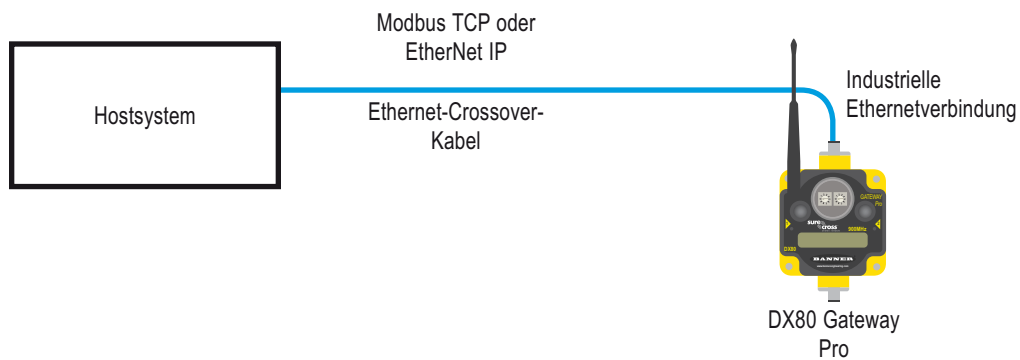 Modbus TCP oder
EtherNet IP
Hostsystem
Ethernet-Crossover-
Kabel
Industrielle
Ethernetverbindung
GATEWAY
Pro
sure
cross
900MHz
DX80
BANNER
DX80 Gateway
Pro